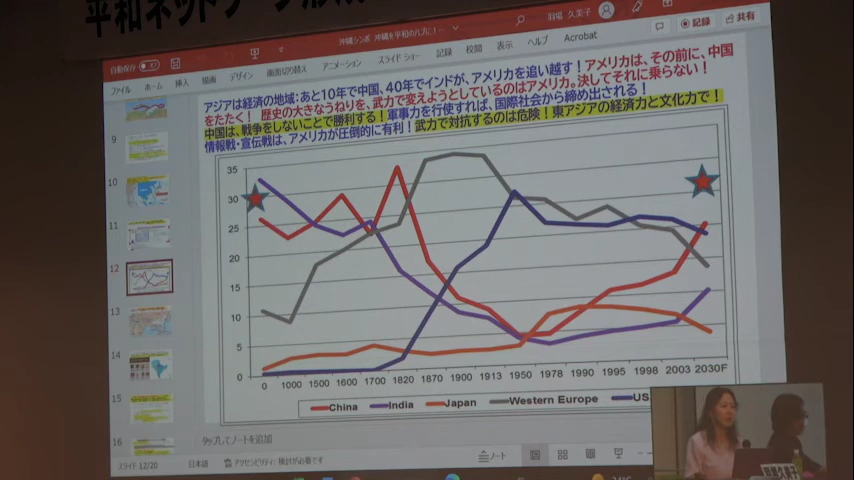 平和ネットワーク
沖縄シンポ 沖縄を平和のハブに!…
羽場 久美子
自動保存 オフ
ファイル ホーム 挿入 描画 デザイン 画面切り替え アニメーション スライド ショー 記録 校閲 表示 ヘルプ Acrobat
記録 共有
アジアは経済の地域:あと10年で中国、40年でインドが、アメリカを追い越す!アメリカは、その前に、中国
をたたく! 歴史の大きなうねりを、武力で変えようとしているのはアメリカ。決してそれに乗らない!
中国は、戦争をしないことで勝利する!軍事力を行使すれば、国際社会から締め出される!
情報戦・宣伝戦は、アメリカが圧倒的に有利!武力で対抗するのは危険!東アジアの経済力と文化力で!
9
10
11
12
13
14
15
16
35
30
25
20
15
10
5
0
0 1000 1500 1600 1700 1820 1870 1900 1913 1950 1978 1990 1995 1998 2003 2030F
China India Japan Western Europe US
タップしてノートを追加
スライド 12/20 日本語 アクセシビリティ: 検討が必要です
ノート
羽場久美子